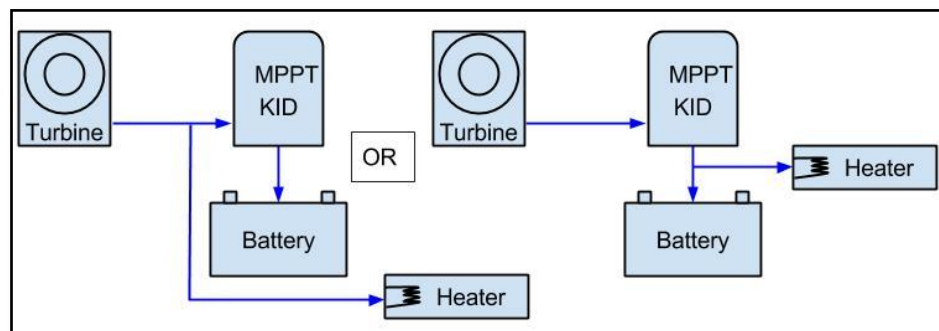 Turbine
MPPT
KID
Battery
Heater
OR
Turbine
MPPT
KID
Heater
Battery